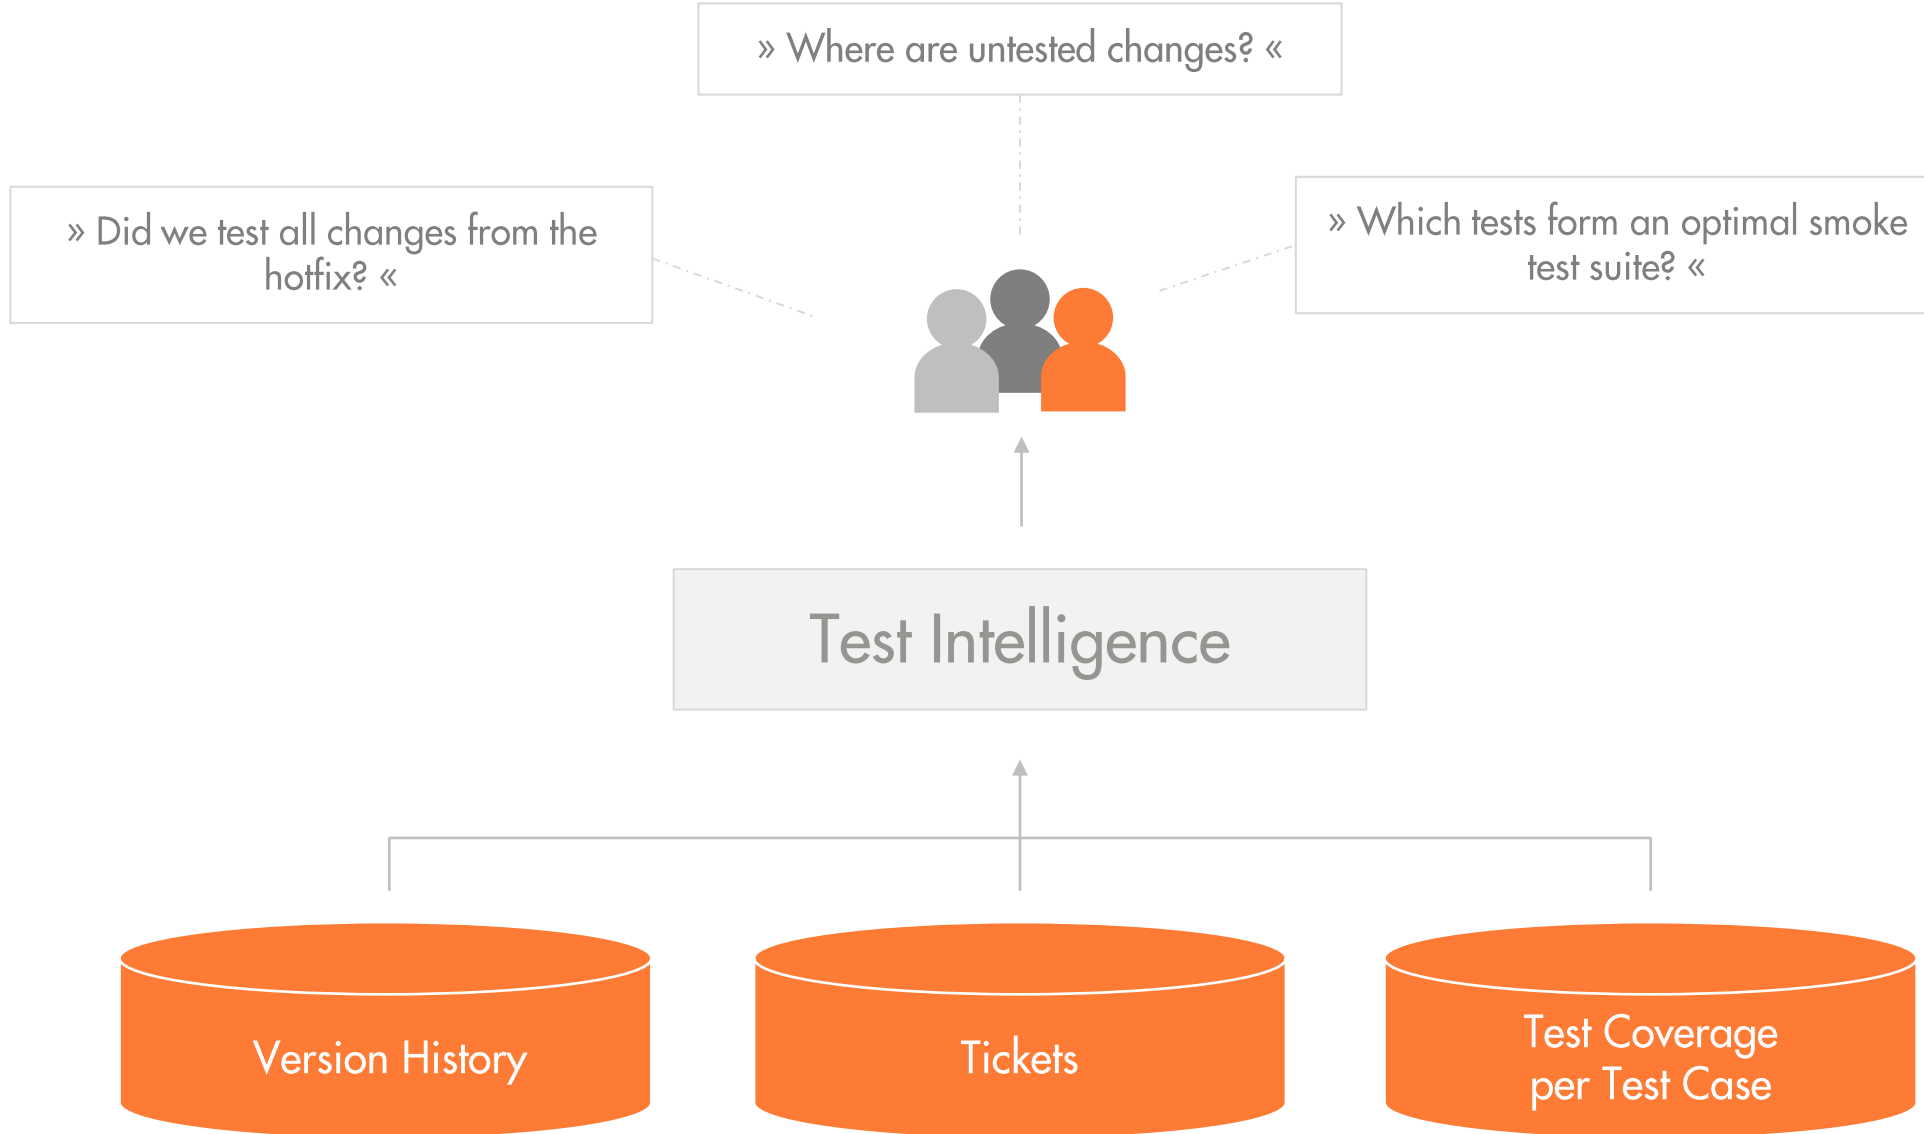 » Where are untested changes? «
» Did we test all changes from the
hotfix? «
» Which tests form an optimal smoke
test suite? «
Test Intelligence
Version History
Tickets
Test Coverage
per Test Case